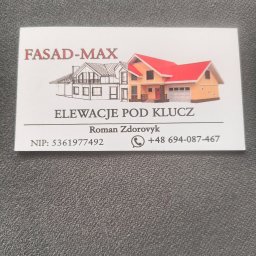 FASAD-MAX
ELEWACJE POD KLUCZ
Roman Zdorovyk
NIP: 5361977492 +48 694-087-467